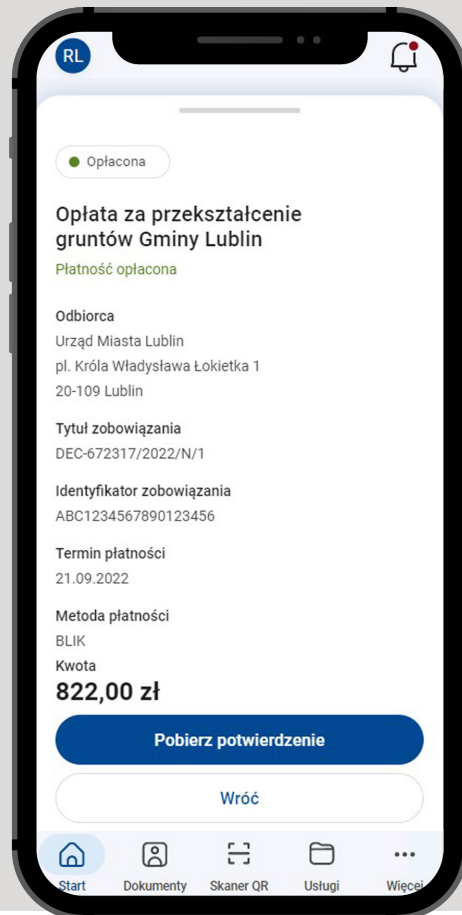 RL
Opłacona
Opłata za przekształcenie
gruntów Gminy Lublin
Płatność opłacona
Odbiorca
Urząd Miasta Lublin
pl. Króla Władysława Łokietka 1
20-109 Lublin
Tytuł zobowiązania
DEC-672317/2022/N/1
Identyfikator zobowiązania
ABC1234567890123456
Termin płatności
21.09.2022
Metoda płatności
BLIK
Kwota
822,00 zł
Pobierz potwierdzenie
Wróć
Start Dokumenty Skaner QR Usługi Więcej